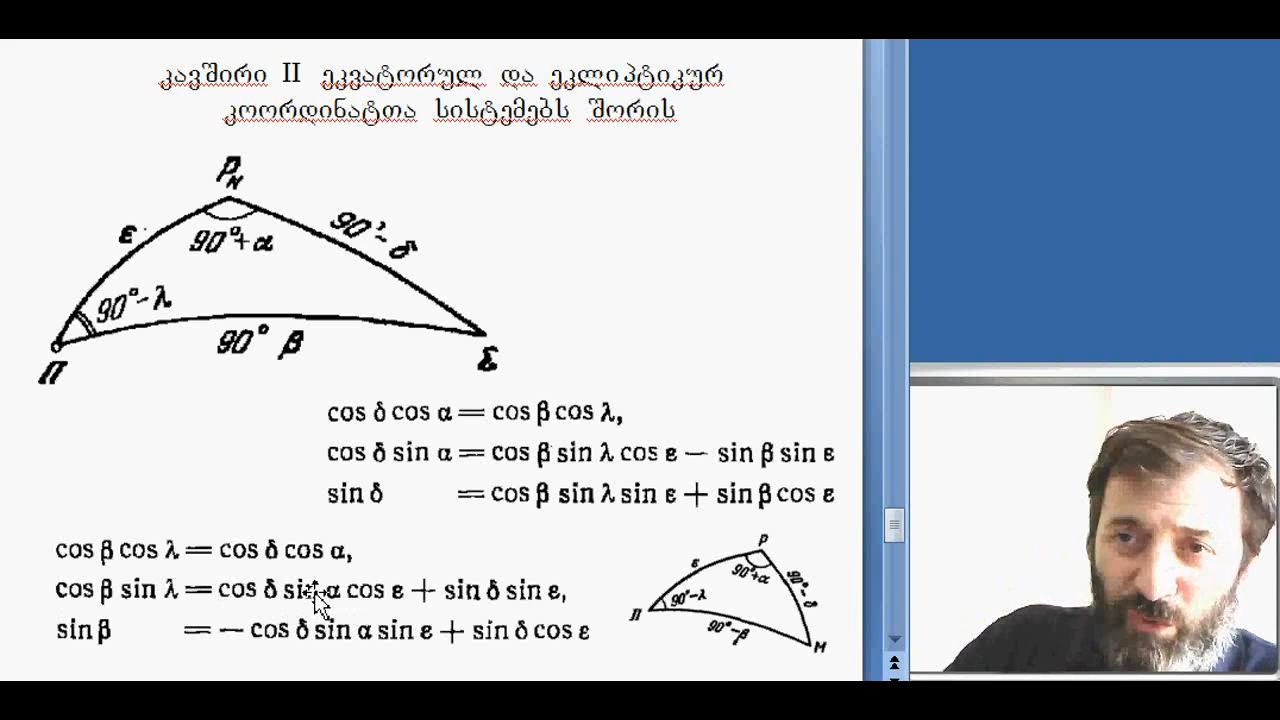 კავშირი II ეკვატორულ და ეკლიპტიკურ
კოორდინატთა სისტემებს შორის
P_N
ε
90°+α
90°-δ
90°-λ
90° β
Π
cos δ cos α = cos β cos λ,
cos δ sin α = cos β sin λ cos ε − sin β sin ε
sin δ = cos β sin λ sin ε + sin β cos ε
cos β cos λ = cos δ cos α,
cos β sin λ = cos δ sin α cos ε + sin δ sin ε,
sin β = − cos δ sin α sin ε + sin δ cos ε
P
ε
90°+α
90°-δ
90°-λ
Π
90°-β
M